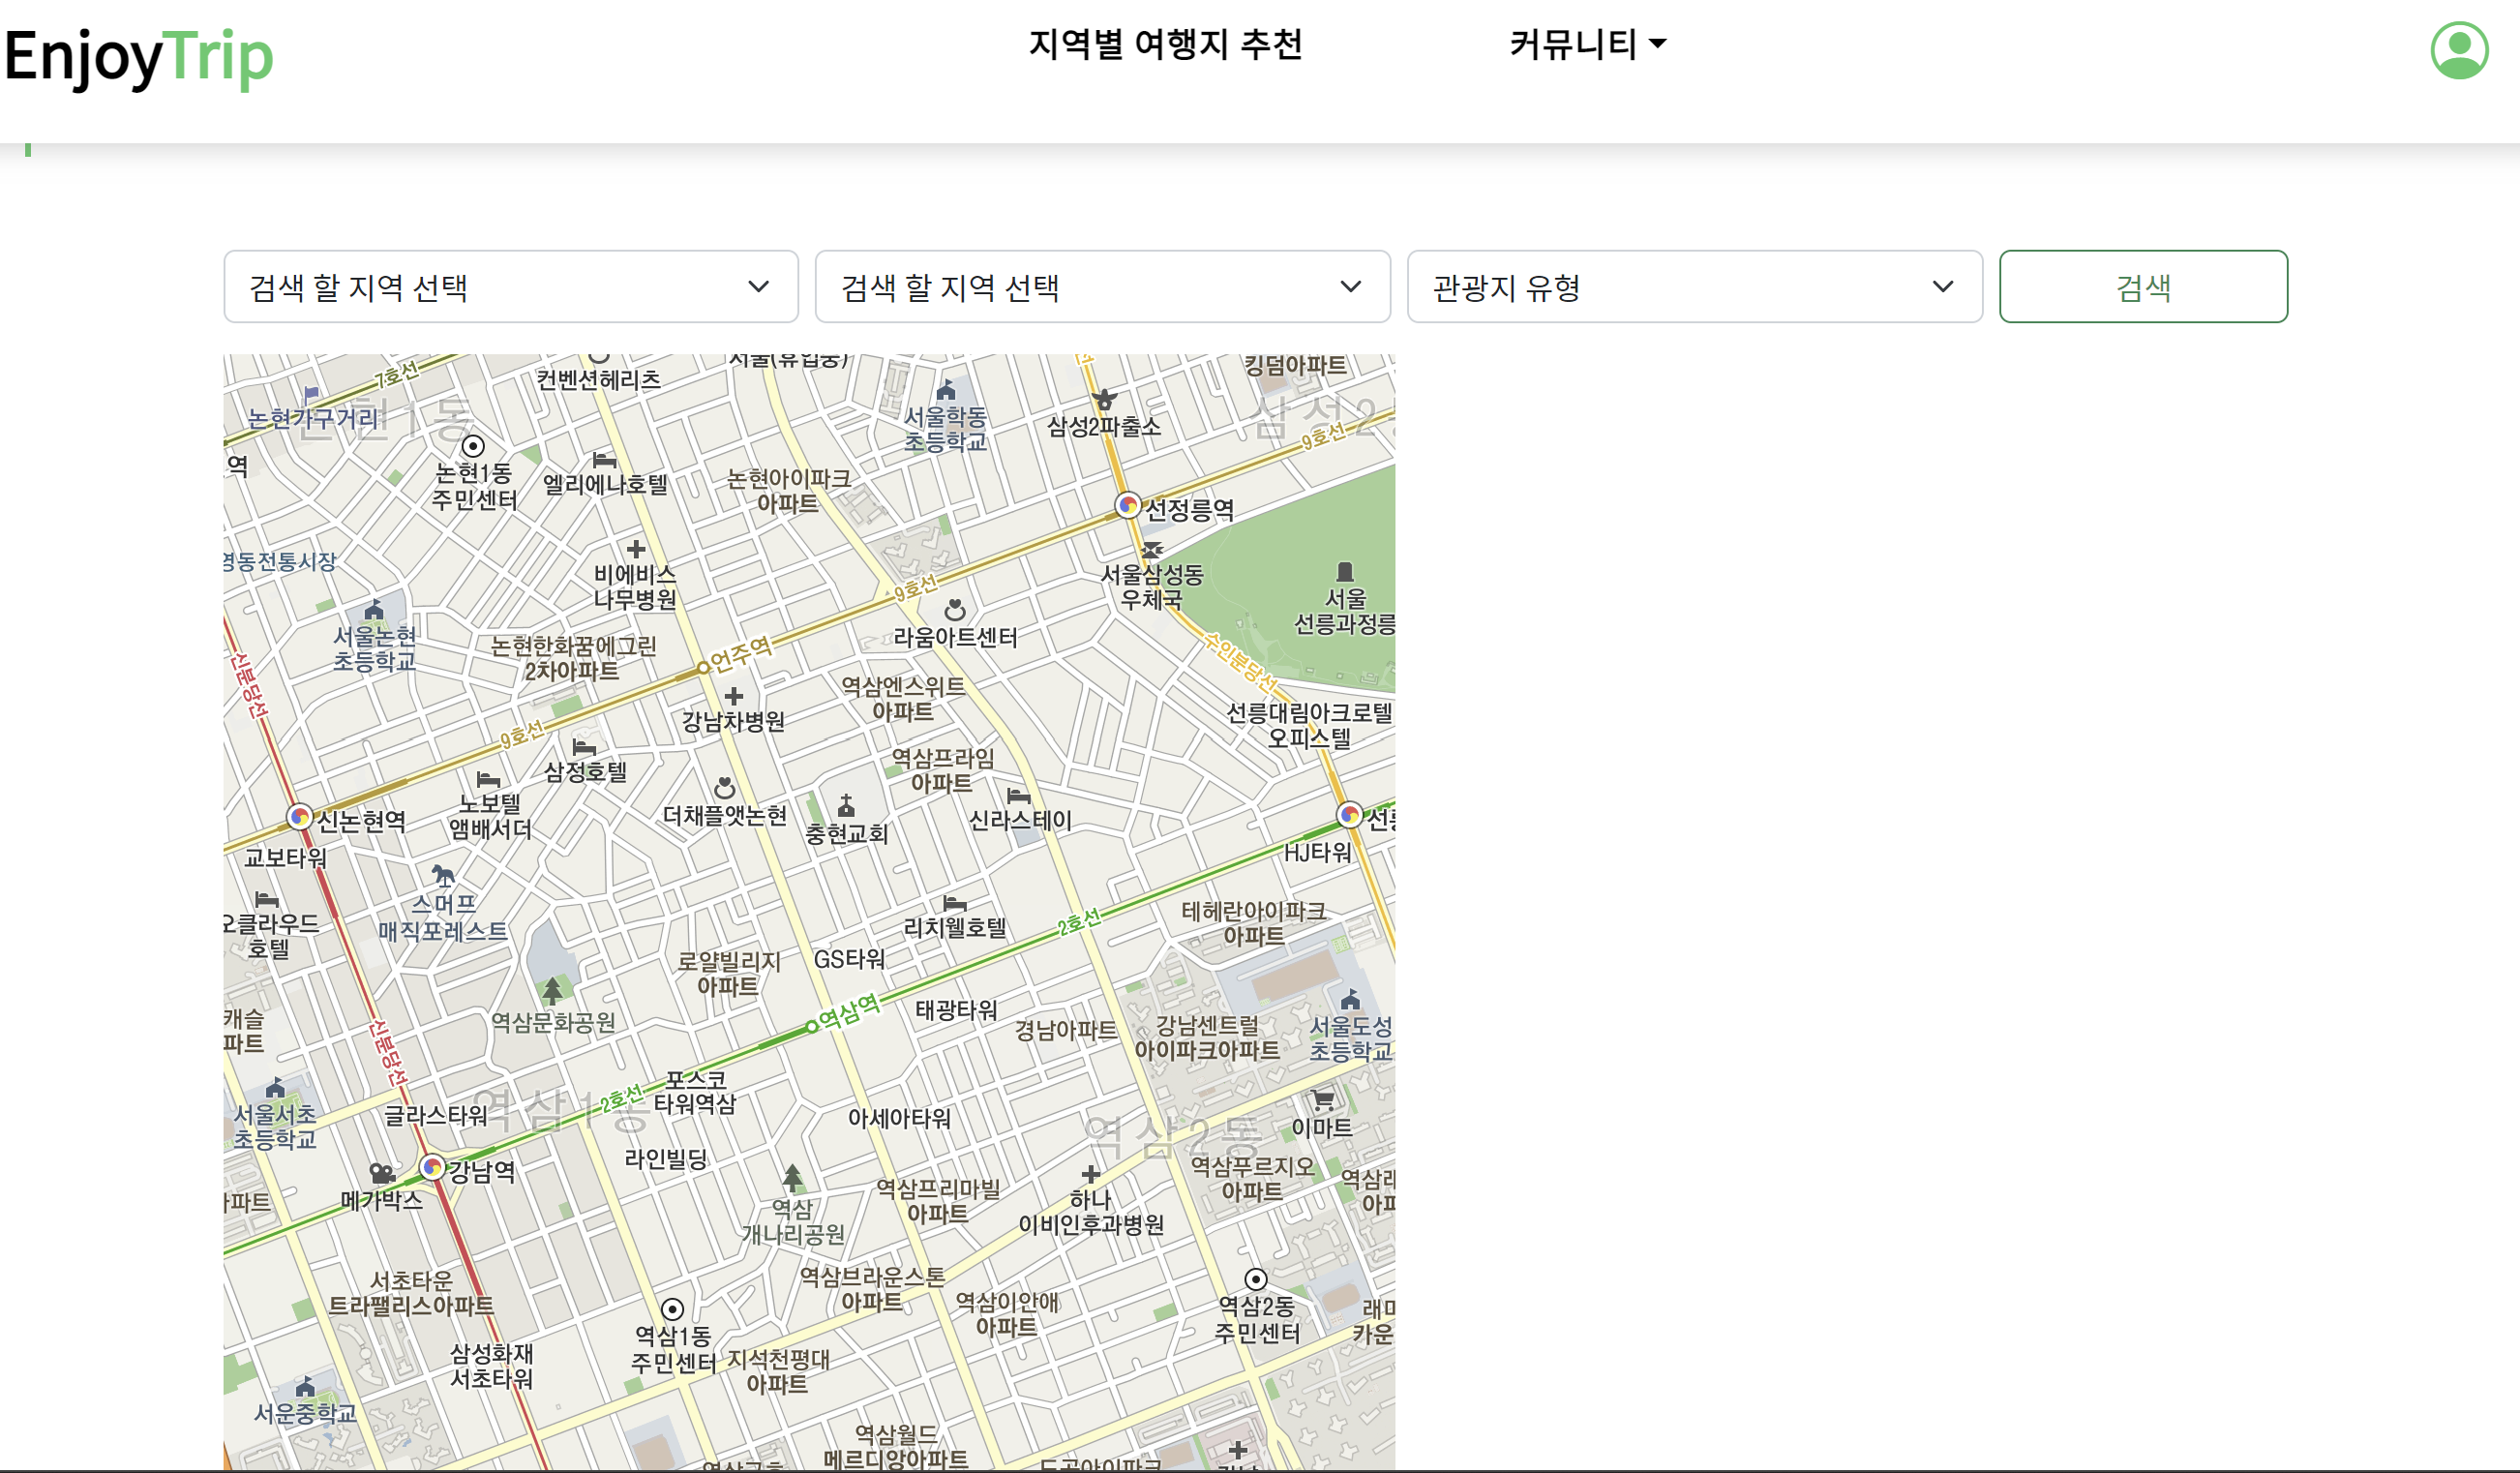 EnjoyTrip
지역별 여행지 추천
커뮤니티
검색 할 지역 선택
검색 할 지역 선택
관광지 유형
검색
7호선
컨벤션헤리츠
킹덤아파트
논현가구거리
서울학동
초등학교
삼성2파출소
9호선
역
논현1동
주민센터
엘리에나호텔
논현아이파크
아파트
선정릉역
영동전통시장
비에비스
나무병원
9호선
서울삼성동
우체국
서울
선릉과정릉
서울논현
초등학교
논현한화꿈에그린
2차아파트
언주역
라움아트센터
수인분당선
신분당선
강남차병원
역삼엔스위트
아파트
선릉대림아크로텔
오피스텔
9호선
삼정호텔
역삼프라임
아파트
신논현역
노보텔
앰배서더
더채플앳논현
충현교회
신라스테이
교보타워
HJ타워
스머프
매직포레스트
오클라우드
호텔
리치웰호텔
2호선
테헤란아이파크
아파트
로얄빌리지
아파트
GS타워
역삼문화공원
역삼역
태광타워
경남아파트
강남센트럴
아이파크아파트
서울도성
초등학교
캐슬
파트
신분당선
서울서초
초등학교
글라스타워
역삼1동
2호선
포스코
타워역삼
아세아타워
역삼2동
이마트
강남역
메가박스
라인빌딩
역삼
개나리공원
역삼프리마빌
아파트
하나
이비인후과병원
역삼푸르지오
아파트
서초타운
트라팰리스아파트
역삼브라운스톤
아파트
역삼이안애
아파트
역삼1동
주민센터
역삼2동
주민센터
지석천평대
아파트
삼성화재
서초타워
서운중학교
역삼월드
메르디앙아파트